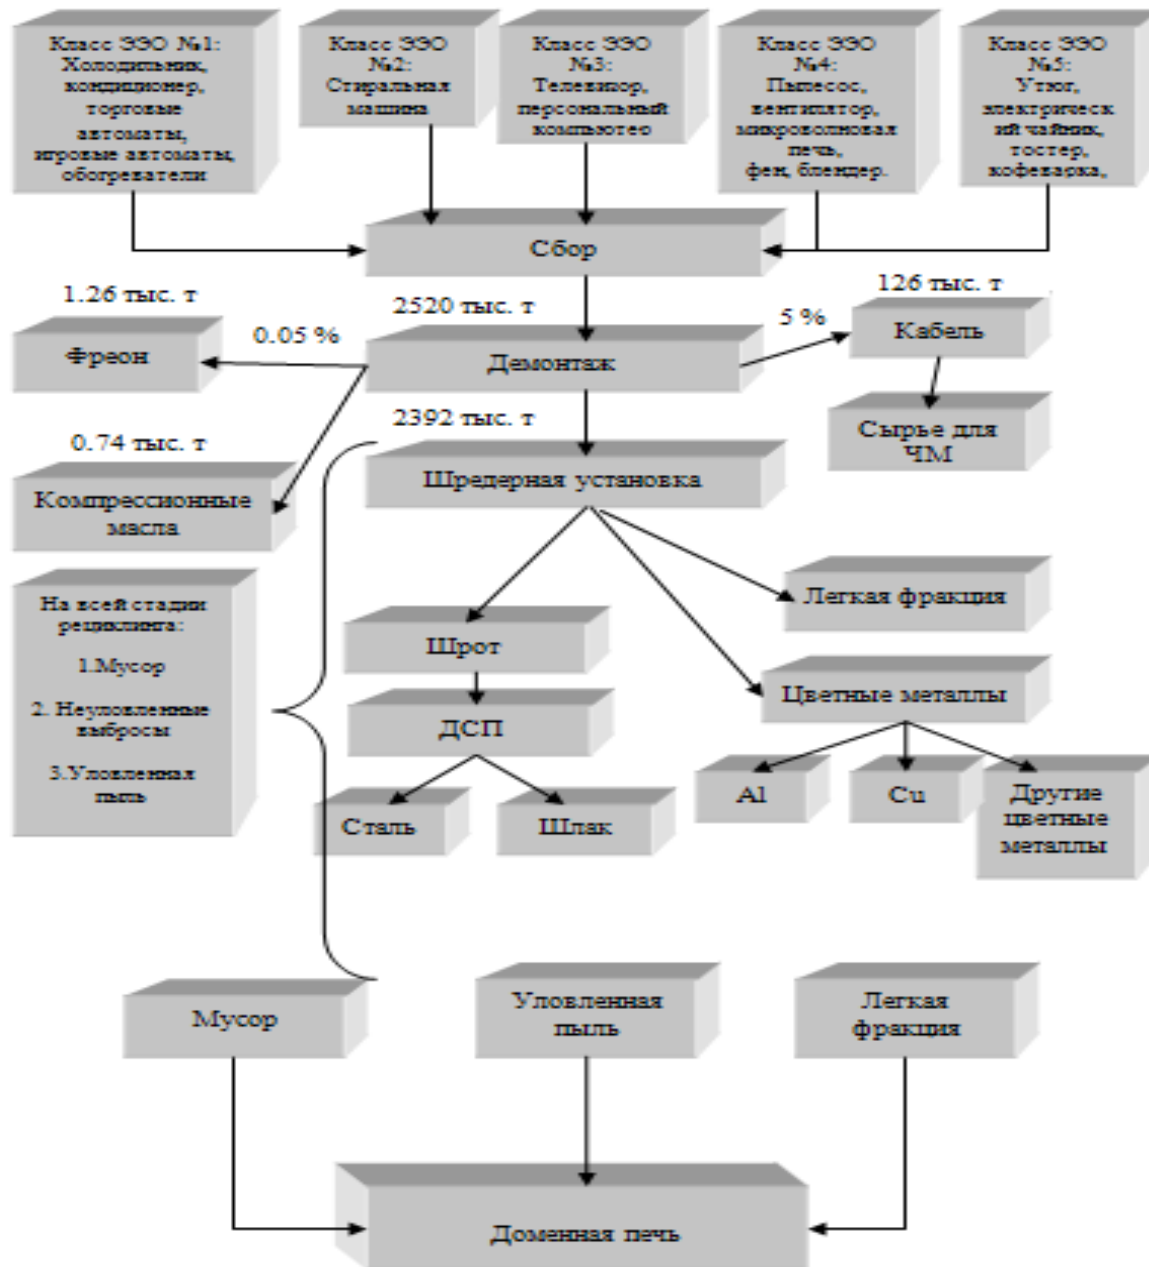 Класс ЭЭО №1:
Холодильник,
кондиционер,
торговые
автоматы,
игровые автоматы,
обогреватели
Класс ЭЭО
№2:
Стиральная
машина
Класс ЭЭО
№3:
Телевизор,
персональный
компьютер
Класс ЭЭО
№4:
Пылесос,
вентилятор,
микроволновая
печь,
фен, блендер.
Класс ЭЭО
№5:
Утюг,
электрическ
ий чайник,
тостер,
кофеварка,
Сбор
1.26 тыс. т
2520 тыс. т
126 тыс. т
0.05 %
5 %
Фреон
Демонтаж
Кабель
0.74 тыс. т
2392 тыс. т
Сырье для
ЧМ
Компрессионные
масла
Шредерная установка
На всей стадии
рециклинга:
1.Мусор
2. Неуловленные
выбросы
3.Уловленная
пыль
Легкая фракция
Шрот
Цветные металлы
ДСП
Al
Cu
Другие
цветные
металлы
Сталь
Шлак
Мусор
Уловленная
пыль
Легкая
фракция
Доменная печь